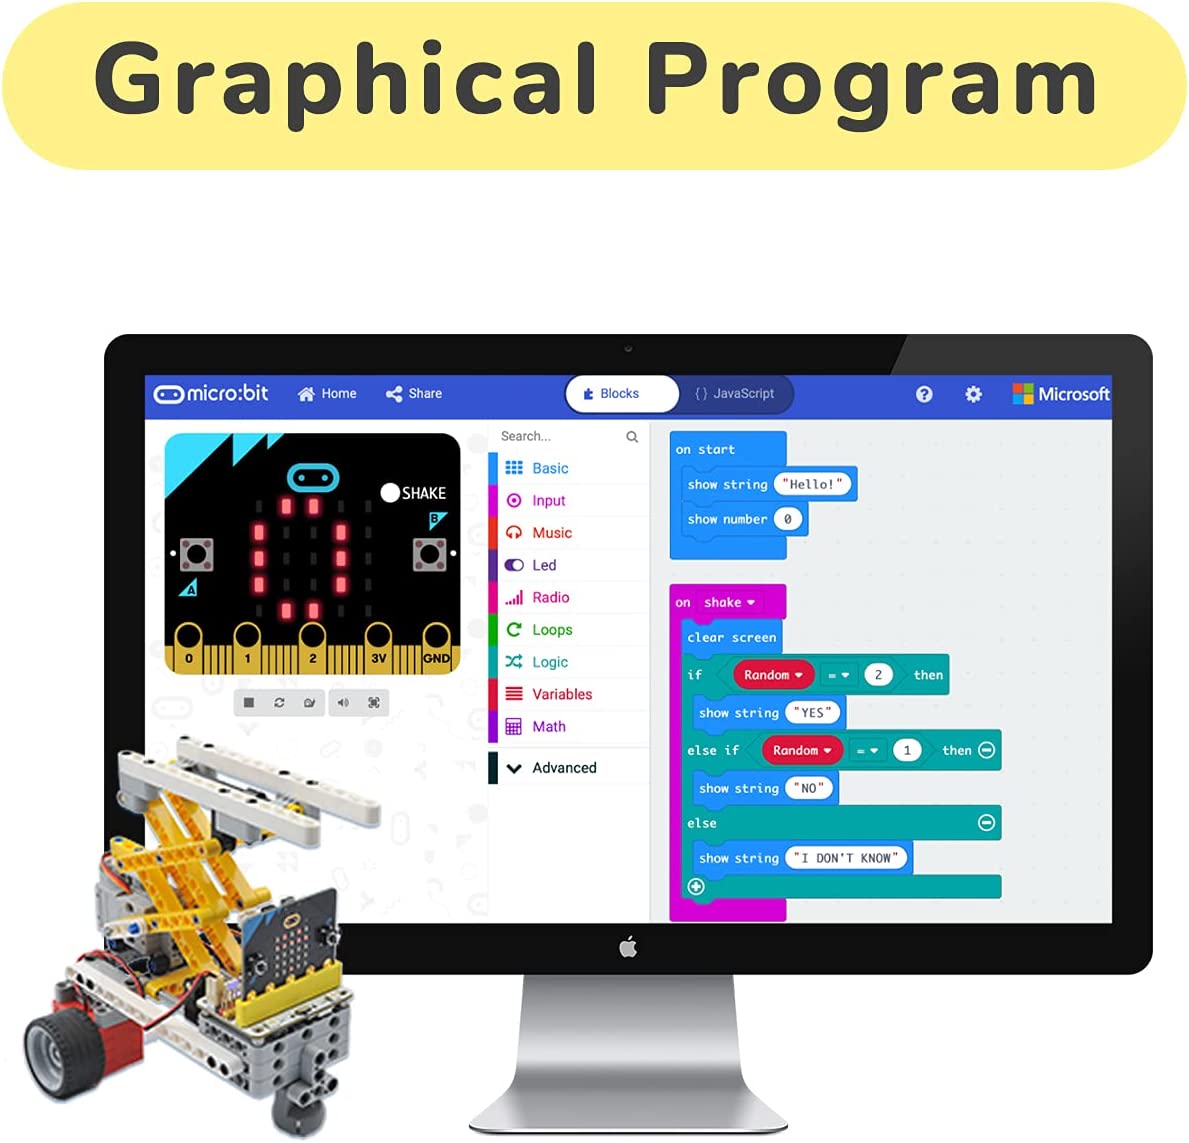 Graphical Program
micro:bit Home Share Blocks {} JavaScript ? Microsoft
SHAKE
B
A
0 1 2 3V GND
Search...
Basic
Input
Music
Led
Radio
Loops
Logic
Variables
Math
Advanced
on start
show string "Hello!"
show number 0
on shake
clear screen
if Random = 2 then
show string "YES"
else if Random = 1 then
show string "NO"
else
show string "I DON'T KNOW"